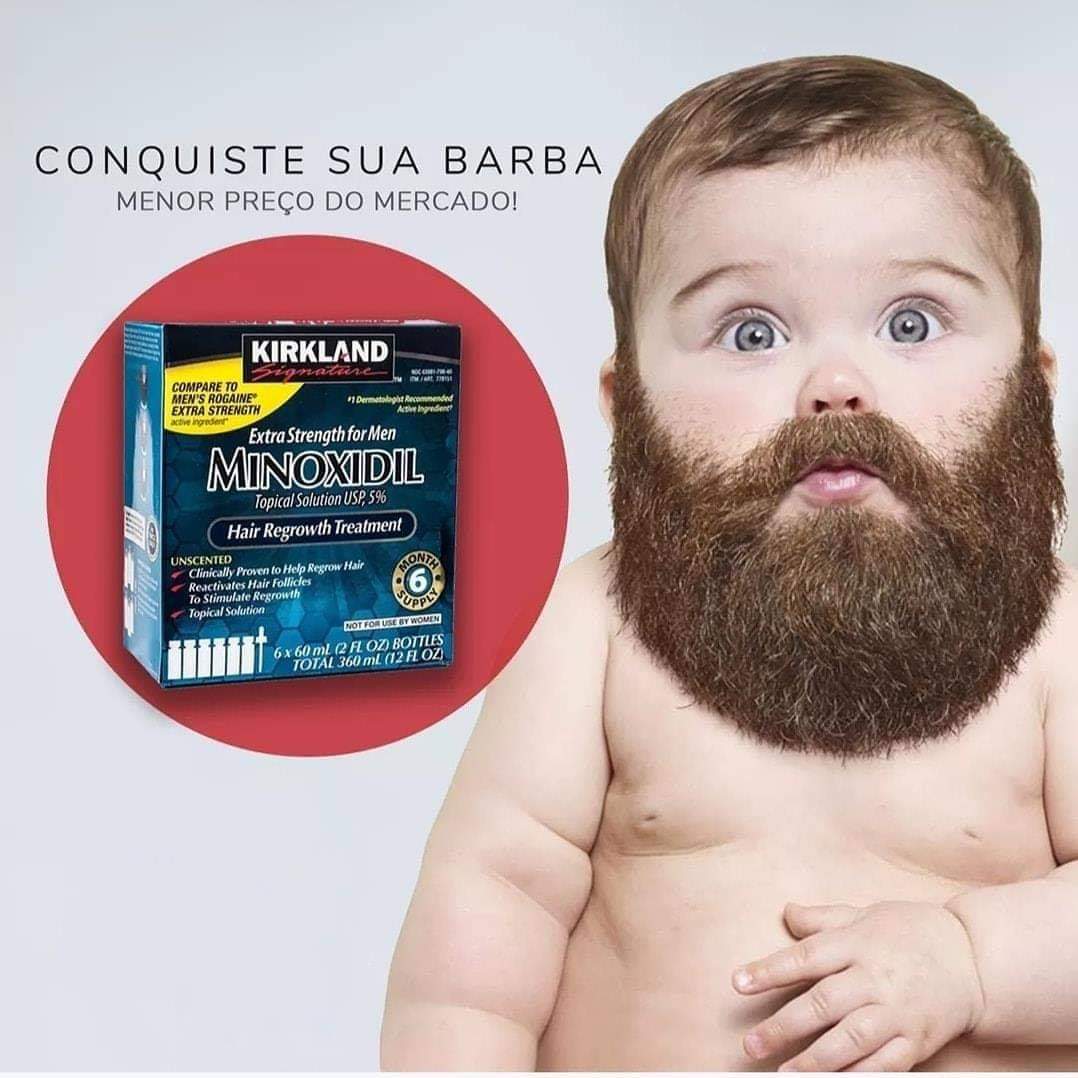 CONQUISTE SUA BARBA
MENOR PREÇO DO MERCADO!
KIRKLAND
Signature
TM
COMPARE TO
MEN'S ROGAINE®
EXTRA STRENGTH
active ingredient*
#1 Dermatologist Recommended
Active Ingredient†
Extra Strength for Men
MINOXIDIL
Topical Solution USP, 5%
Hair Regrowth Treatment
UNSCENTED
Clinically Proven to Help Regrow Hair
Reactivates Hair Follicles
To Stimulate Regrowth
Topical Solution
MONTH
6
SUPPLY
NOT FOR USE BY WOMEN
6 x 60 mL (2 FL OZ) BOTTLES
TOTAL 360 mL (12 FL OZ)